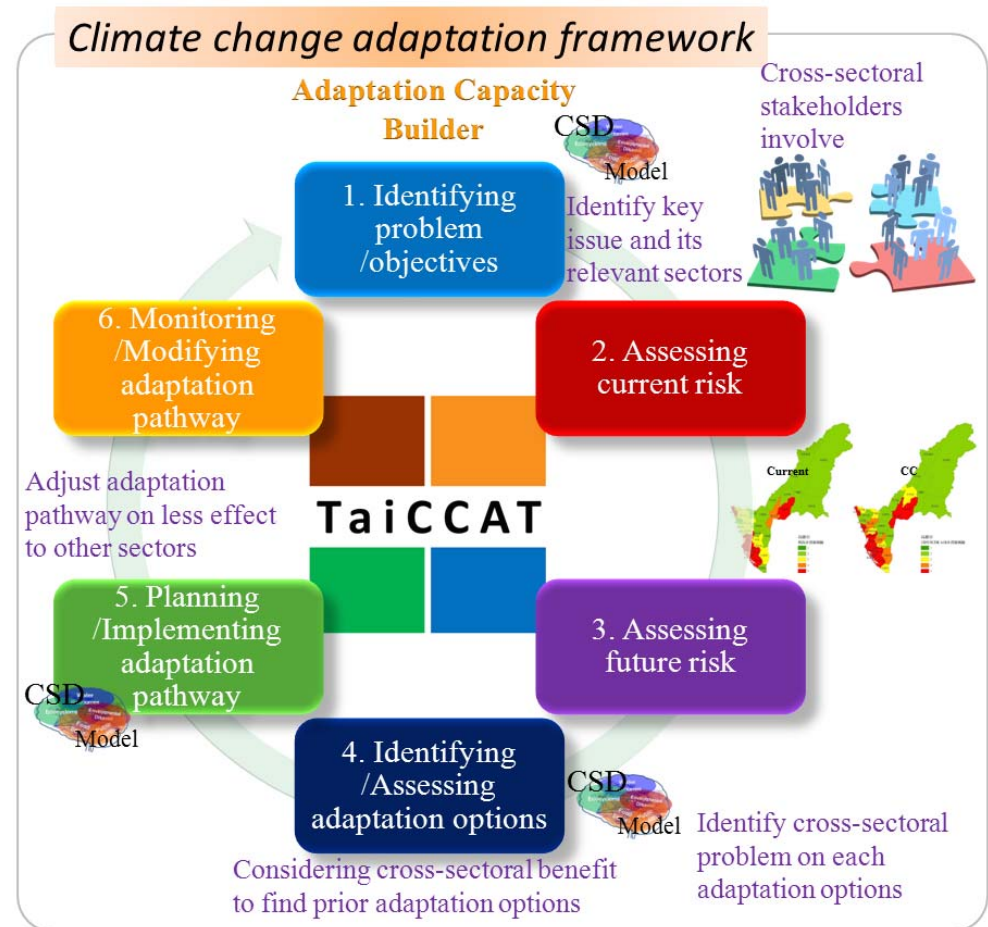 Climate change adaptation framework
Adaptation Capacity
Builder
CSD
Model
Cross-sectoral
stakeholders
involve
1. Identifying
problem
/objectives
Identify key
issue and its
relevant sectors
2. Assessing
current risk
Current
CC
3. Assessing
future risk
4. Identifying
/Assessing
adaptation options
CSD
Model
Identify cross-sectoral
problem on each
adaptation options
Considering cross-sectoral benefit
to find prior adaptation options
5. Planning
/Implementing
adaptation
pathway
CSD
Model
Adjust adaptation
pathway on less effect
to other sectors
6. Monitoring
/Modifying
adaptation
pathway
TaiCCAT